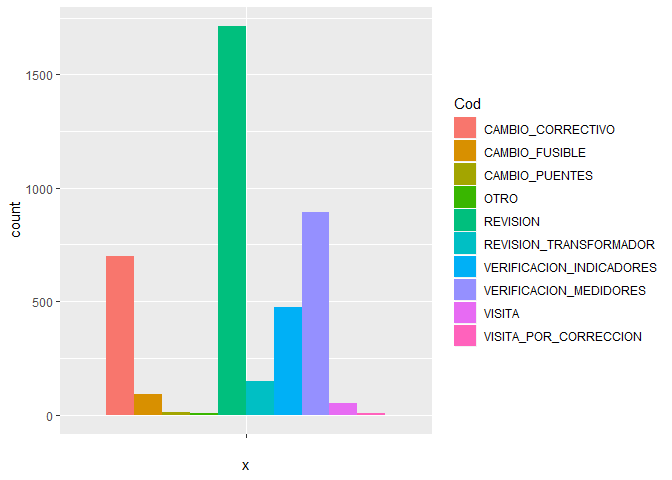 1500
1000
500
0
count
x
Cod
CAMBIO_CORRECTIVO
CAMBIO_FUSIBLE
CAMBIO_PUENTES
OTRO
REVISION
REVISION_TRANSFORMADOR
VERIFICACION_INDICADORES
VERIFICACION_MEDIDORES
VISITA
VISITA_POR_CORRECCION